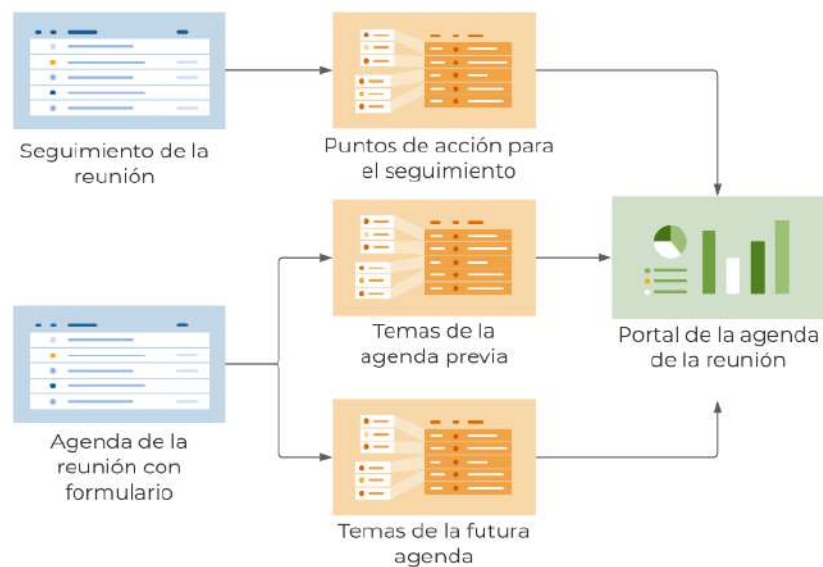 Seguimiento de la
reunión
Puntos de acción para
el seguimiento
Temas de la
agenda previa
Portal de la agenda
de la reunión
Agenda de la
reunión con
formulario
Temas de la futura
agenda